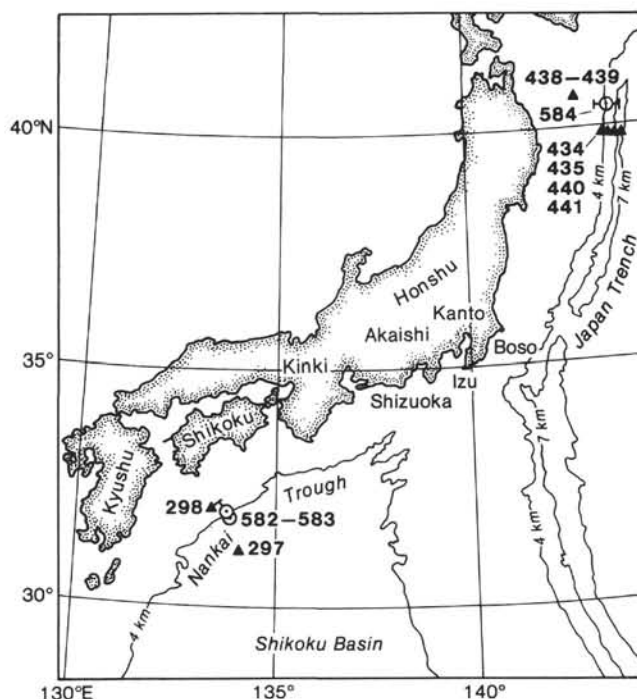 438–439
584
40°N
434
435
440
441
4 km
7 km
Japan Trench
Honshu
Kanto
Akaishi
Boso
35°
Kinki
Izu
Shizuoka
Shikoku
Kyushu
7 km
4 km
298
Trough
582–583
Nankai
297
30°
4 km
Shikoku Basin
130°E
135°
140°